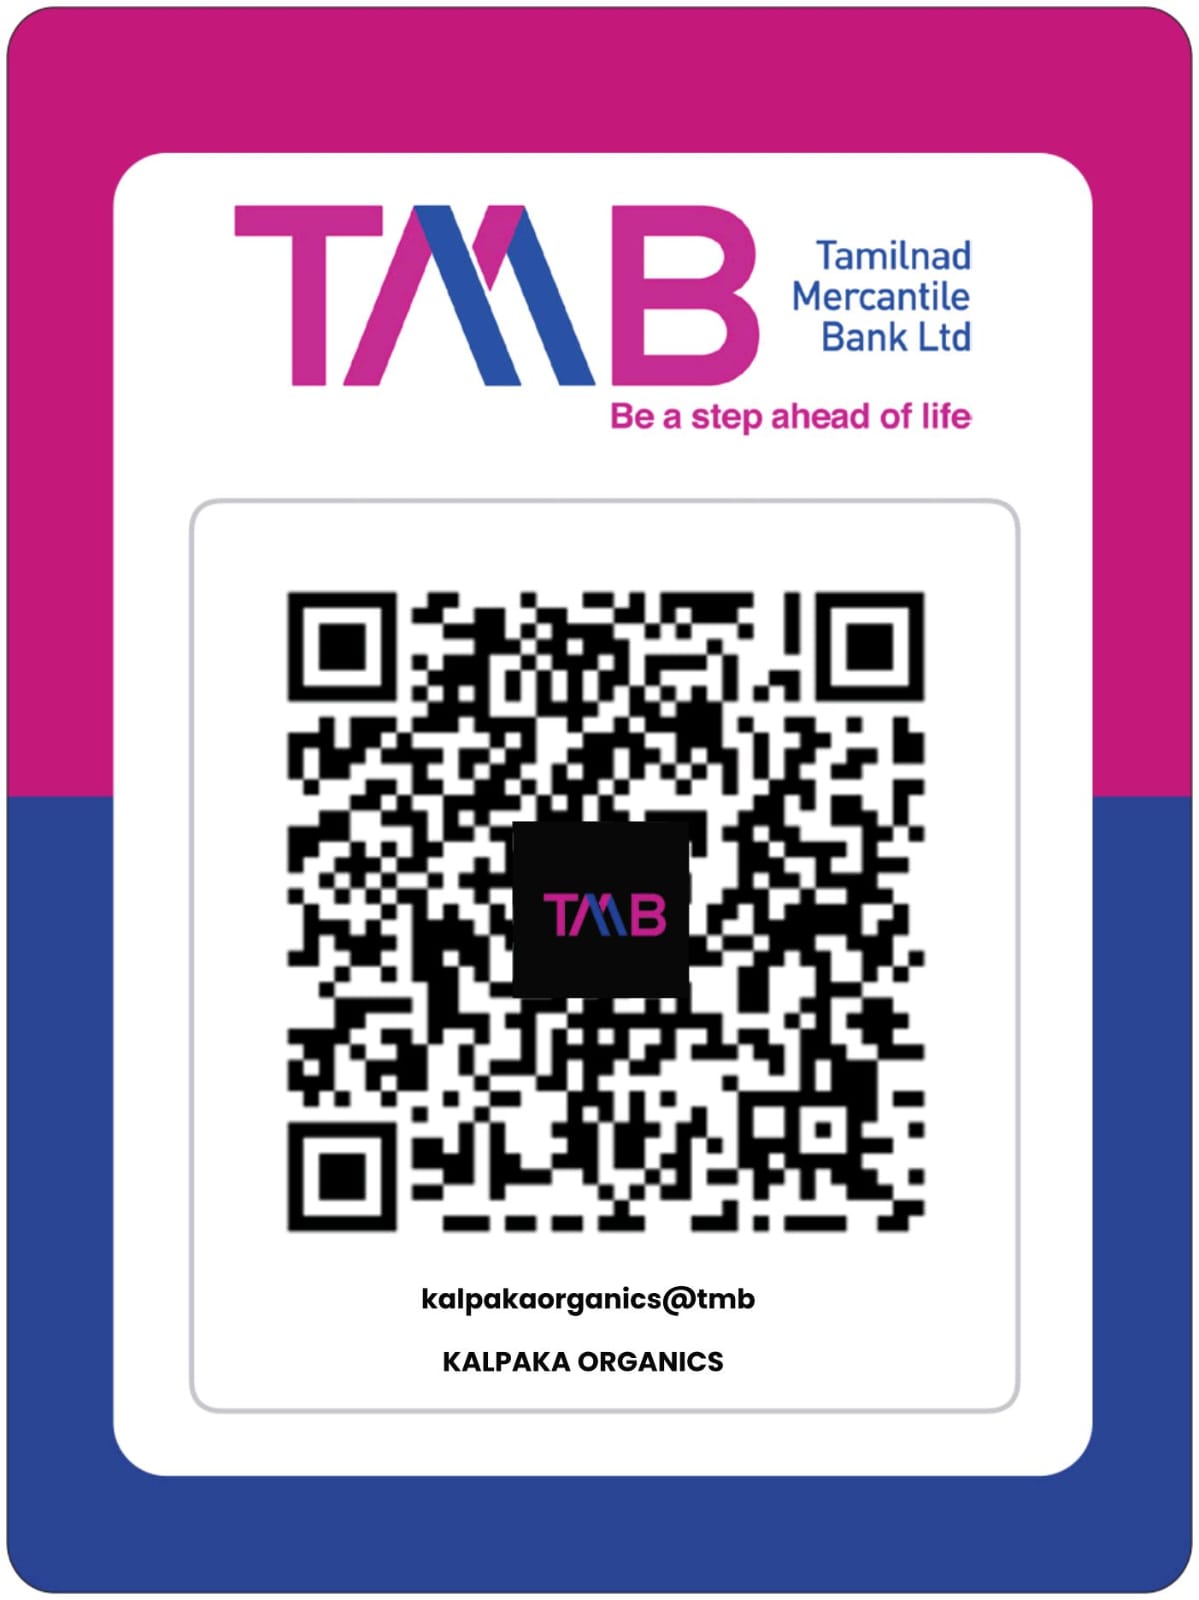 TMB
Tamilnad
Mercantile
Bank Ltd
Be a step ahead of life
TMB
kalpakaorganics@tmb
KALPAKA ORGANICS